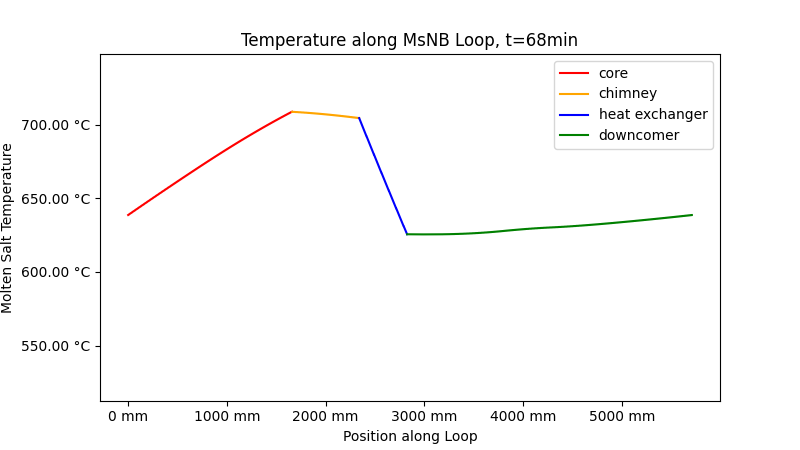 Temperature along MsNB Loop, t=68min
core
chimney
heat exchanger
downcomer
Molten Salt Temperature
700.00 °C
650.00 °C
600.00 °C
550.00 °C
0 mm
1000 mm
2000 mm
3000 mm
4000 mm
5000 mm
Position along Loop